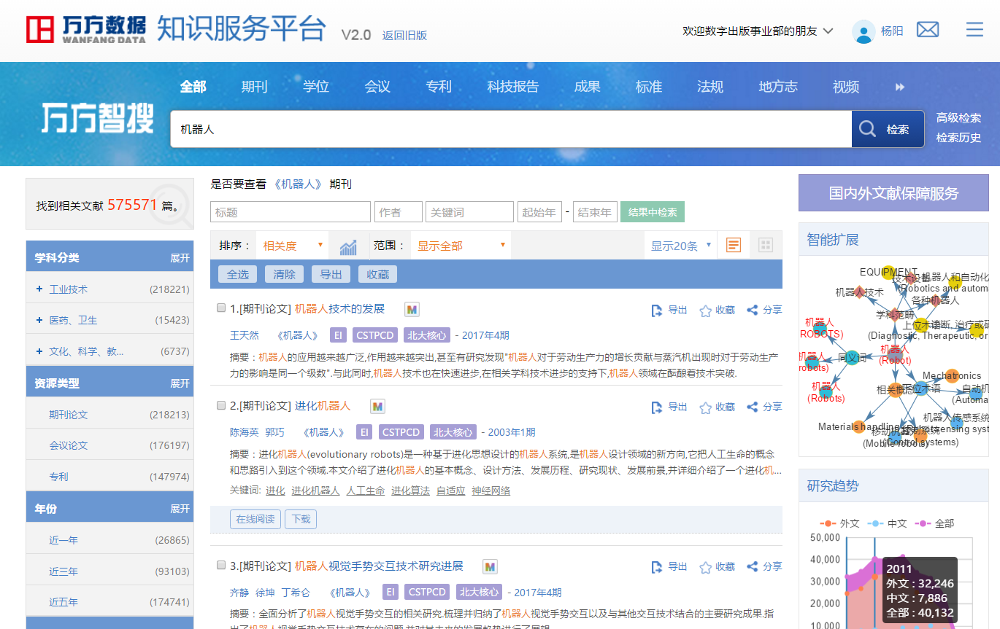 万方数据 知识服务平台 V2.0 返回旧版
WANFANG DATA
欢迎数字出版事业部的朋友 杨阳
全部 期刊 学位 会议 专利 科技报告 成果 标准 法规 地方志 视频
万方智搜
机器人 检索
高级检索
检索历史
找到相关文献 575571 篇。
学科分类 展开
工业技术 (218221)
医药、卫生 (15423)
文化、科学、教... (6737)
资源类型 展开
期刊论文 (218213)
会议论文 (176197)
专利 (147974)
年份 展开
近一年 (26865)
近三年 (93103)
近五年 (174741)
是否要查看 《机器人》 期刊
标题 作者 关键词 起始年 - 结束年 结果中检索
排序： 相关度 范围： 显示全部 显示20条
全选 清除 导出 收藏
1.[期刊论文] 机器人技术的发展 M 导出 收藏 分享
王天然 《机器人》 EI CSTPCD 北大核心 - 2017年4期
摘要：机器人的应用越来越广泛,作用越来越突出,甚至有研究发现"机器人对于劳动生产力的增长贡献与蒸汽机出现时对于劳动生产
力的影响是同一个级数".与此同时,机器人技术也在快速进步,在相关学科技术进步的支持下,机器人领域在酝酿着技术突破.
2.[期刊论文] 进化机器人 M 导出 收藏 分享
陈海英 郭巧 《机器人》 EI CSTPCD 北大核心 - 2003年1期
摘要：进化机器人(evolutionary robots)是一种基于进化思想设计的机器人系统,是机器人设计领域的新方向,它把人工生命的概念
和思路引入到这个领域.本文介绍了进化机器人的基本概念、设计方法、发展历程、研究现状、发展前景,并详细介绍了一个进化机...
关键词: 进化 进化机器人 人工生命 进化算法 自适应 神经网络
在线阅读 下载
3.[期刊论文] 机器人视觉手势交互技术研究进展 M 导出 收藏 分享
齐静 徐坤 丁希仑 《机器人》 EI CSTPCD 北大核心 - 2017年4期
摘要：全面分析了机器人视觉手势交互的相关研究.梳理并归纳了机器人视觉手势交互以及与其他交互技术结合的主要研究成果.指
国内外文献保障服务
智能扩展
EQUIPMENT
技术设备
机器人和自动化
(Robotics and autom
机器人技术
各种机器人
学科范畴
机器人
ROBOTS)
上位术语
诊断,治疗或研
(Diagnostic, Therapeutic, or
机器人
(Robot)
机器人
robots)
同义词
Mechatronics
机器人
(Robots)
相关概念
下位术语
自动机
(Automa
机器人传感系统
Materials handling
移动机器人
(Mobile robots)
控制系统
(Control systems)
研究趋势
外文 中文 全部
50,000
40,000
30,000
20,000
10,000
2011
外文 : 32,246
中文 : 7,886
全部 : 40,132